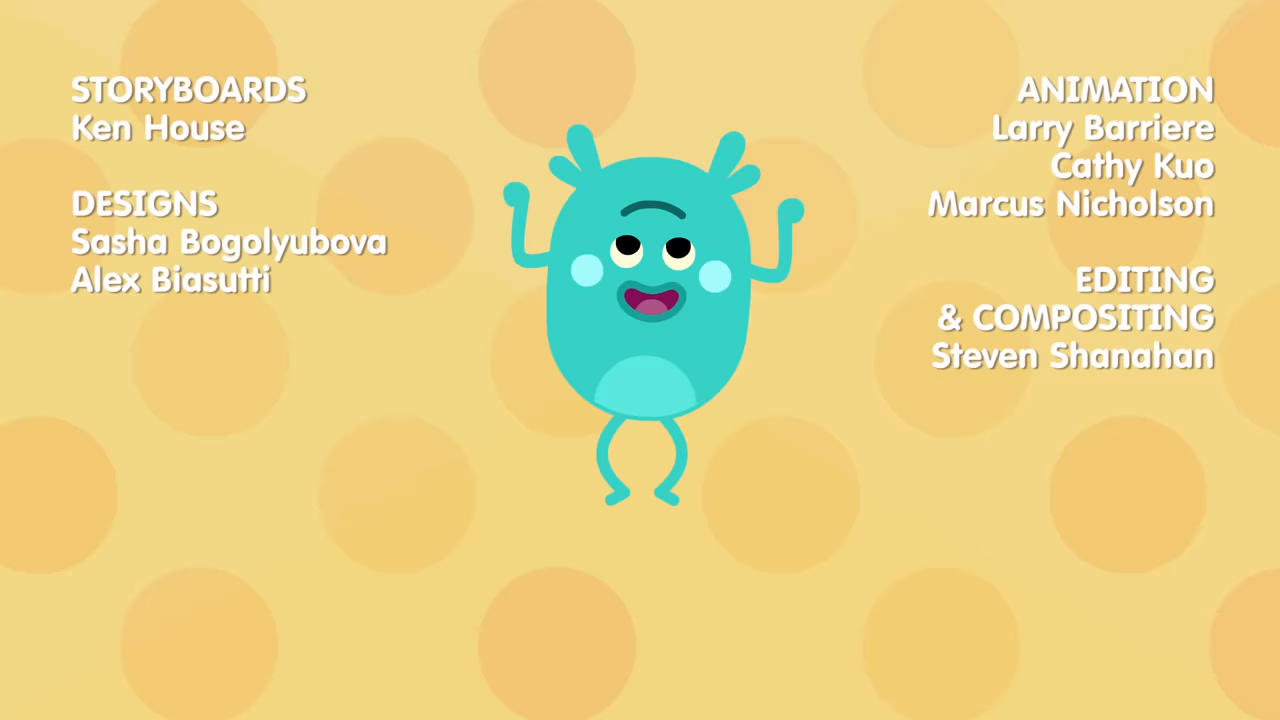 STORYBOARDS
Ken House
DESIGNS
Sasha Bogolyubova
Alex Biasutti
ANIMATION
Larry Barriere
Cathy Kuo
Marcus Nicholson
EDITING
& COMPOSITING
Steven Shanahan